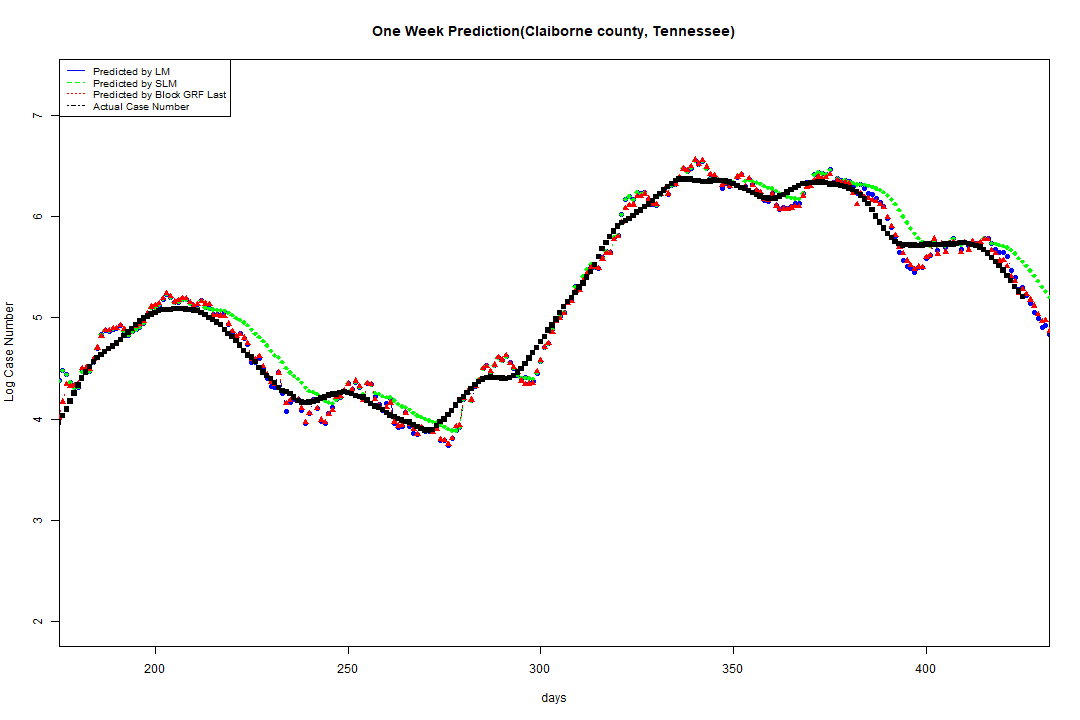 One Week Prediction(Claiborne county, Tennessee)
Predicted by LM
Predicted by SLM
Predicted by Block GRF Last
Actual Case Number
7
6
5
4
3
2
Log Case Number
200 250 300 350 400
days